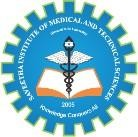 SAVEETHA INSTITUTE OF MEDICAL AND TECHNICAL SCIENCES
2005
Knowledge Conquers All